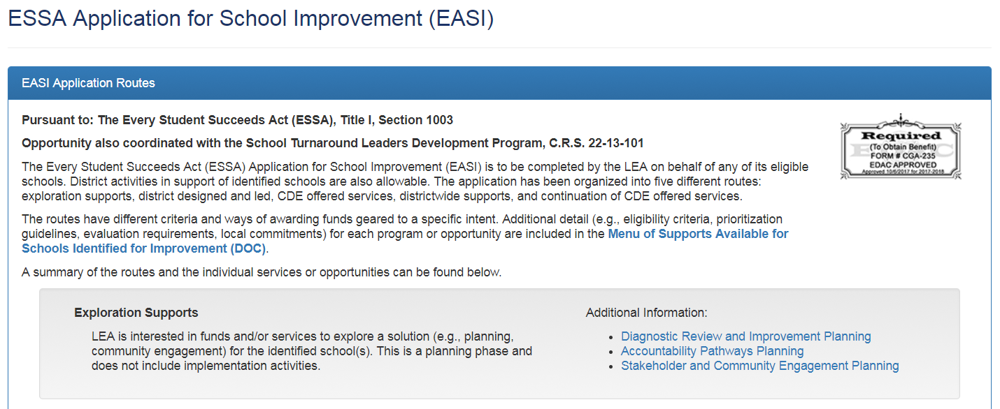 ESSA Application for School Improvement (EASI)
EASI Application Routes
Pursuant to: The Every Student Succeeds Act (ESSA), Title I, Section 1003
Opportunity also coordinated with the School Turnaround Leaders Development Program, C.R.S. 22-13-101
The Every Student Succeeds Act (ESSA) Application for School Improvement (EASI) is to be completed by the LEA on behalf of any of its eligible
schools. District activities in support of identified schools are also allowable. The application has been organized into five different routes:
exploration supports, district designed and led, CDE offered services, districtwide supports, and continuation of CDE offered services.
The routes have different criteria and ways of awarding funds geared to a specific intent. Additional detail (e.g., eligibility criteria, prioritization
guidelines, evaluation requirements, local commitments) for each program or opportunity are included in the Menu of Supports Available for
Schools Identified for Improvement (DOC).
A summary of the routes and the individual services or opportunities can be found below.
Required
(To Obtain Benefit)
FORM # CGA-235
EDAC APPROVED
Approved 10/6/2017 for 2017-2018
Exploration Supports
LEA is interested in funds and/or services to explore a solution (e.g., planning,
community engagement) for the identified school(s). This is a planning phase and
does not include implementation activities.
Additional Information:
• Diagnostic Review and Improvement Planning
• Accountability Pathways Planning
• Stakeholder and Community Engagement Planning